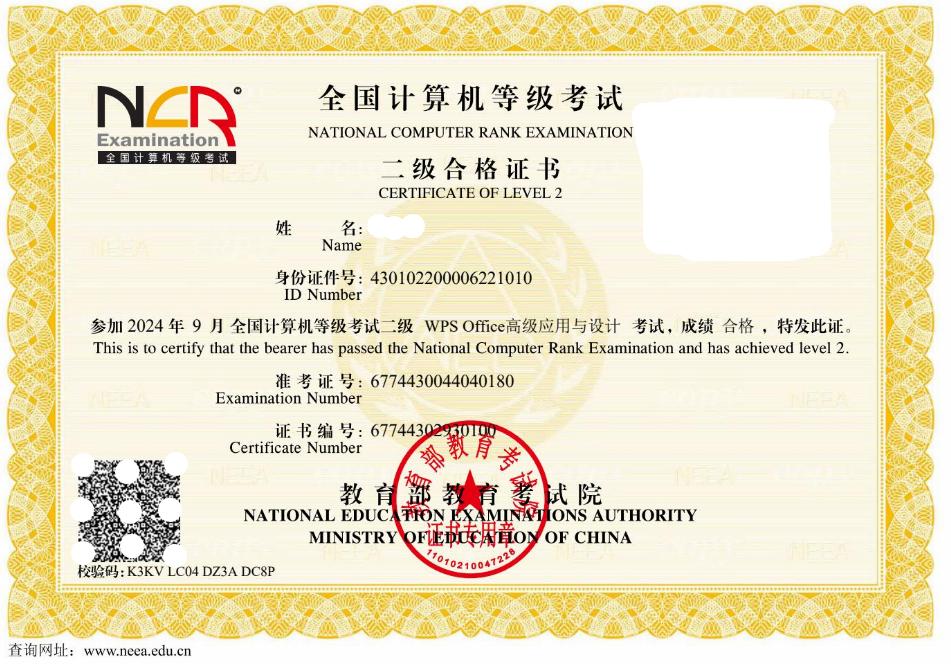 NCR
Examination
全国计算机等级考试
全国计算机等级考试
NATIONAL COMPUTER RANK EXAMINATION
二级合格证书
CERTIFICATE OF LEVEL 2
姓 名:
Name
身份证件号: 430102200006221010
ID Number
参加 2024 年 9 月 全国计算机等级考试二级 WPS Office高级应用与设计 考试，成绩 合格 ，特发此证。
This is to certify that the bearer has passed the National Computer Rank Examination and has achieved level 2.
准考证号: 6774430044040180
Examination Number
证书编号: 67744302930100
Certificate Number
教育部教育考试院
NATIONAL EDUCATION EXAMINATIONS AUTHORITY
MINISTRY OF EDUCATION OF CHINA
教育部教育考试院
证书专用章
11010210047228
校验码: K3KV LC04 DZ3A DC8P
查询网址： www.neea.edu.cn
NEEA